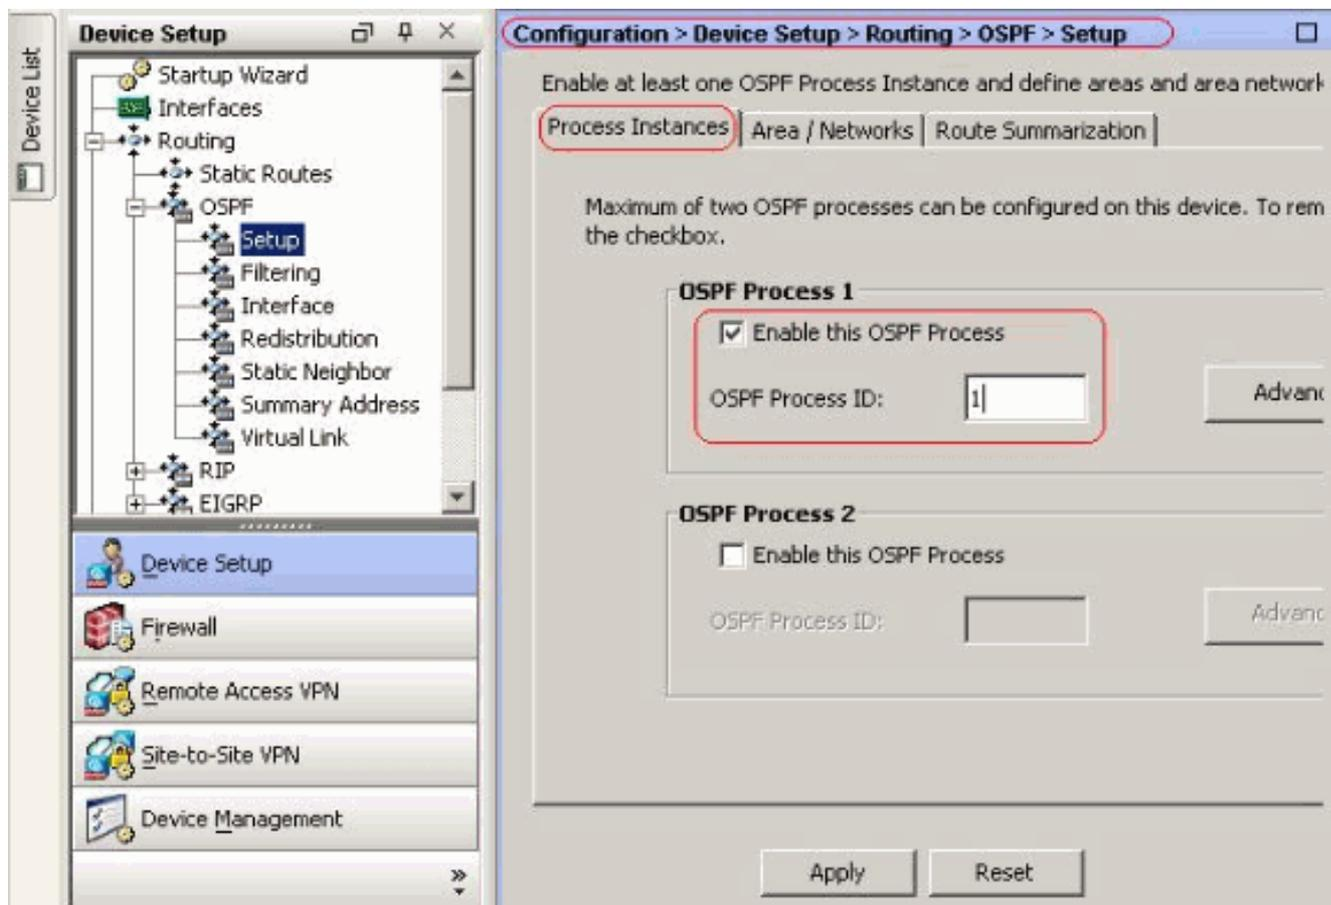 Device List
Device Setup
Startup Wizard
Interfaces
Routing
Static Routes
OSPF
Setup
Filtering
Interface
Redistribution
Static Neighbor
Summary Address
Virtual Link
RIP
EIGRP
Device Setup
Firewall
Remote Access VPN
Site-to-Site VPN
Device Management
Configuration > Device Setup > Routing > OSPF > Setup
Enable at least one OSPF Process Instance and define areas and area network
Process Instances Area / Networks Route Summarization
Maximum of two OSPF processes can be configured on this device. To rem
the checkbox.
OSPF Process 1
Enable this OSPF Process
OSPF Process ID: 1 Advanc
OSPF Process 2
Enable this OSPF Process
OSPF Process ID: Advanc
Apply Reset